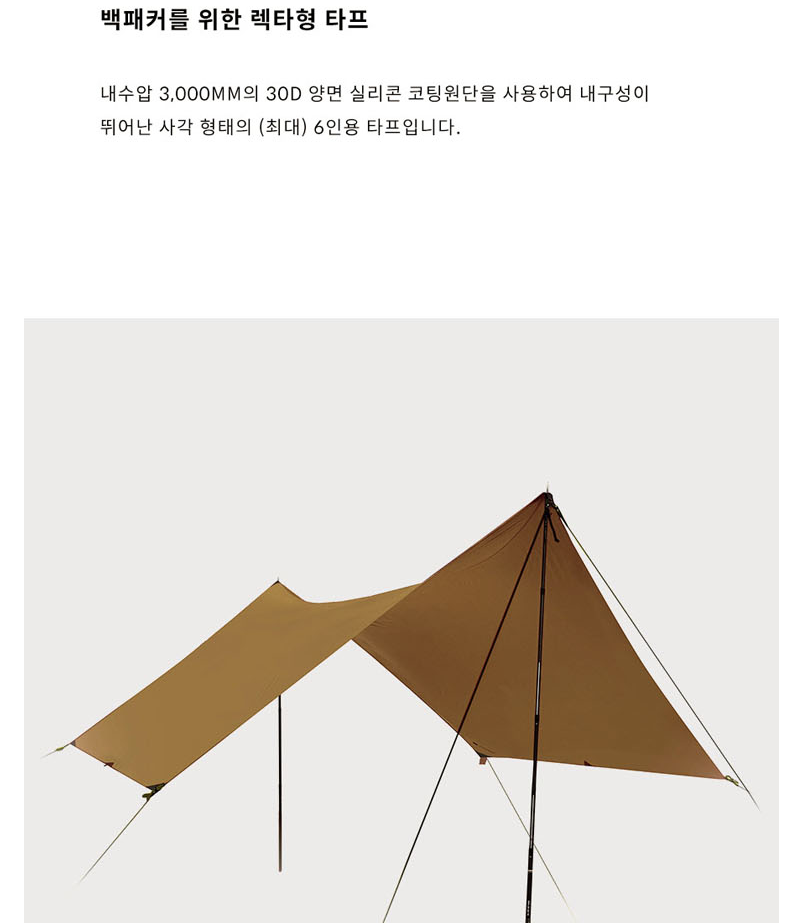 백패커를 위한 렉타형 타프
내수압 3,000MM의 30D 양면 실리콘 코팅원단을 사용하여 내구성이
뛰어난 사각 형태의 (최대) 6인용 타프입니다.